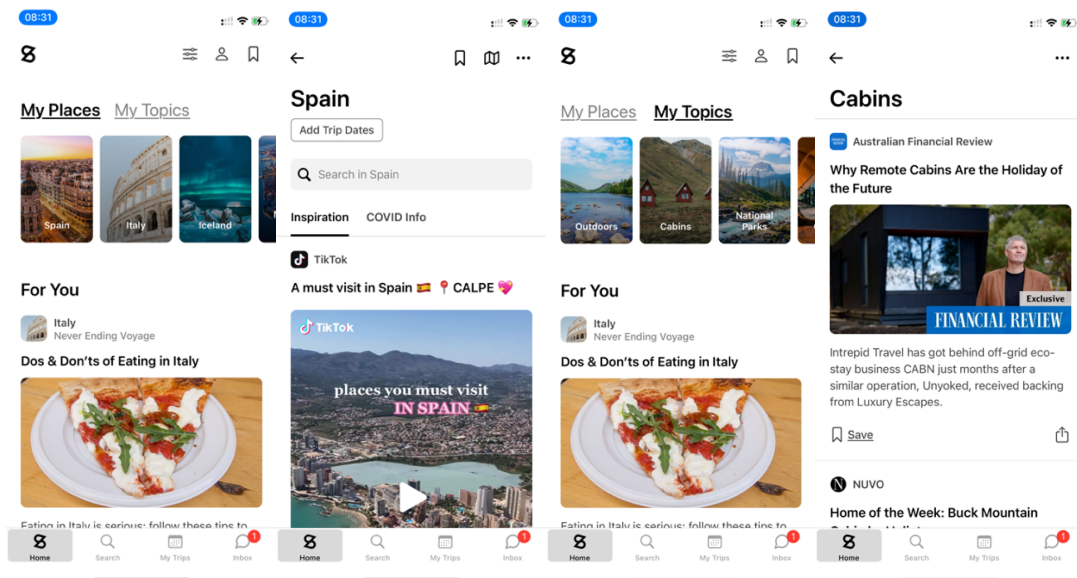 08:31
My Places My Topics
Spain
Italy
Iceland
For You
Italy
Never Ending Voyage
Dos & Don'ts of Eating in Italy
Eating in Italy is serious: follow these tips to
Home
Search
My Trips
Inbox
1
08:31
Spain
Add Trip Dates
Search in Spain
Inspiration COVID Info
TikTok
A must visit in Spain 🇪🇸 📍 CALPE 💖
TikTok
places you must visit
IN SPAIN 🇪🇸
Home
Search
My Trips
Inbox
1
08:31
My Places My Topics
Outdoors
Cabins
National
Parks
For You
Italy
Never Ending Voyage
Dos & Don'ts of Eating in Italy
Eating in Italy is serious: follow these tips to
Home
Search
My Trips
Inbox
1
08:31
Cabins
Australian Financial Review
Why Remote Cabins Are the Holiday of
the Future
Exclusive
FINANCIAL REVIEW
Intrepid Travel has got behind off-grid eco-
stay business CABN just months after a
similar operation, Unyoked, received backing
from Luxury Escapes.
Save
N NUVO
Home of the Week: Buck Mountain
Home
Search
My Trips
Inbox
1